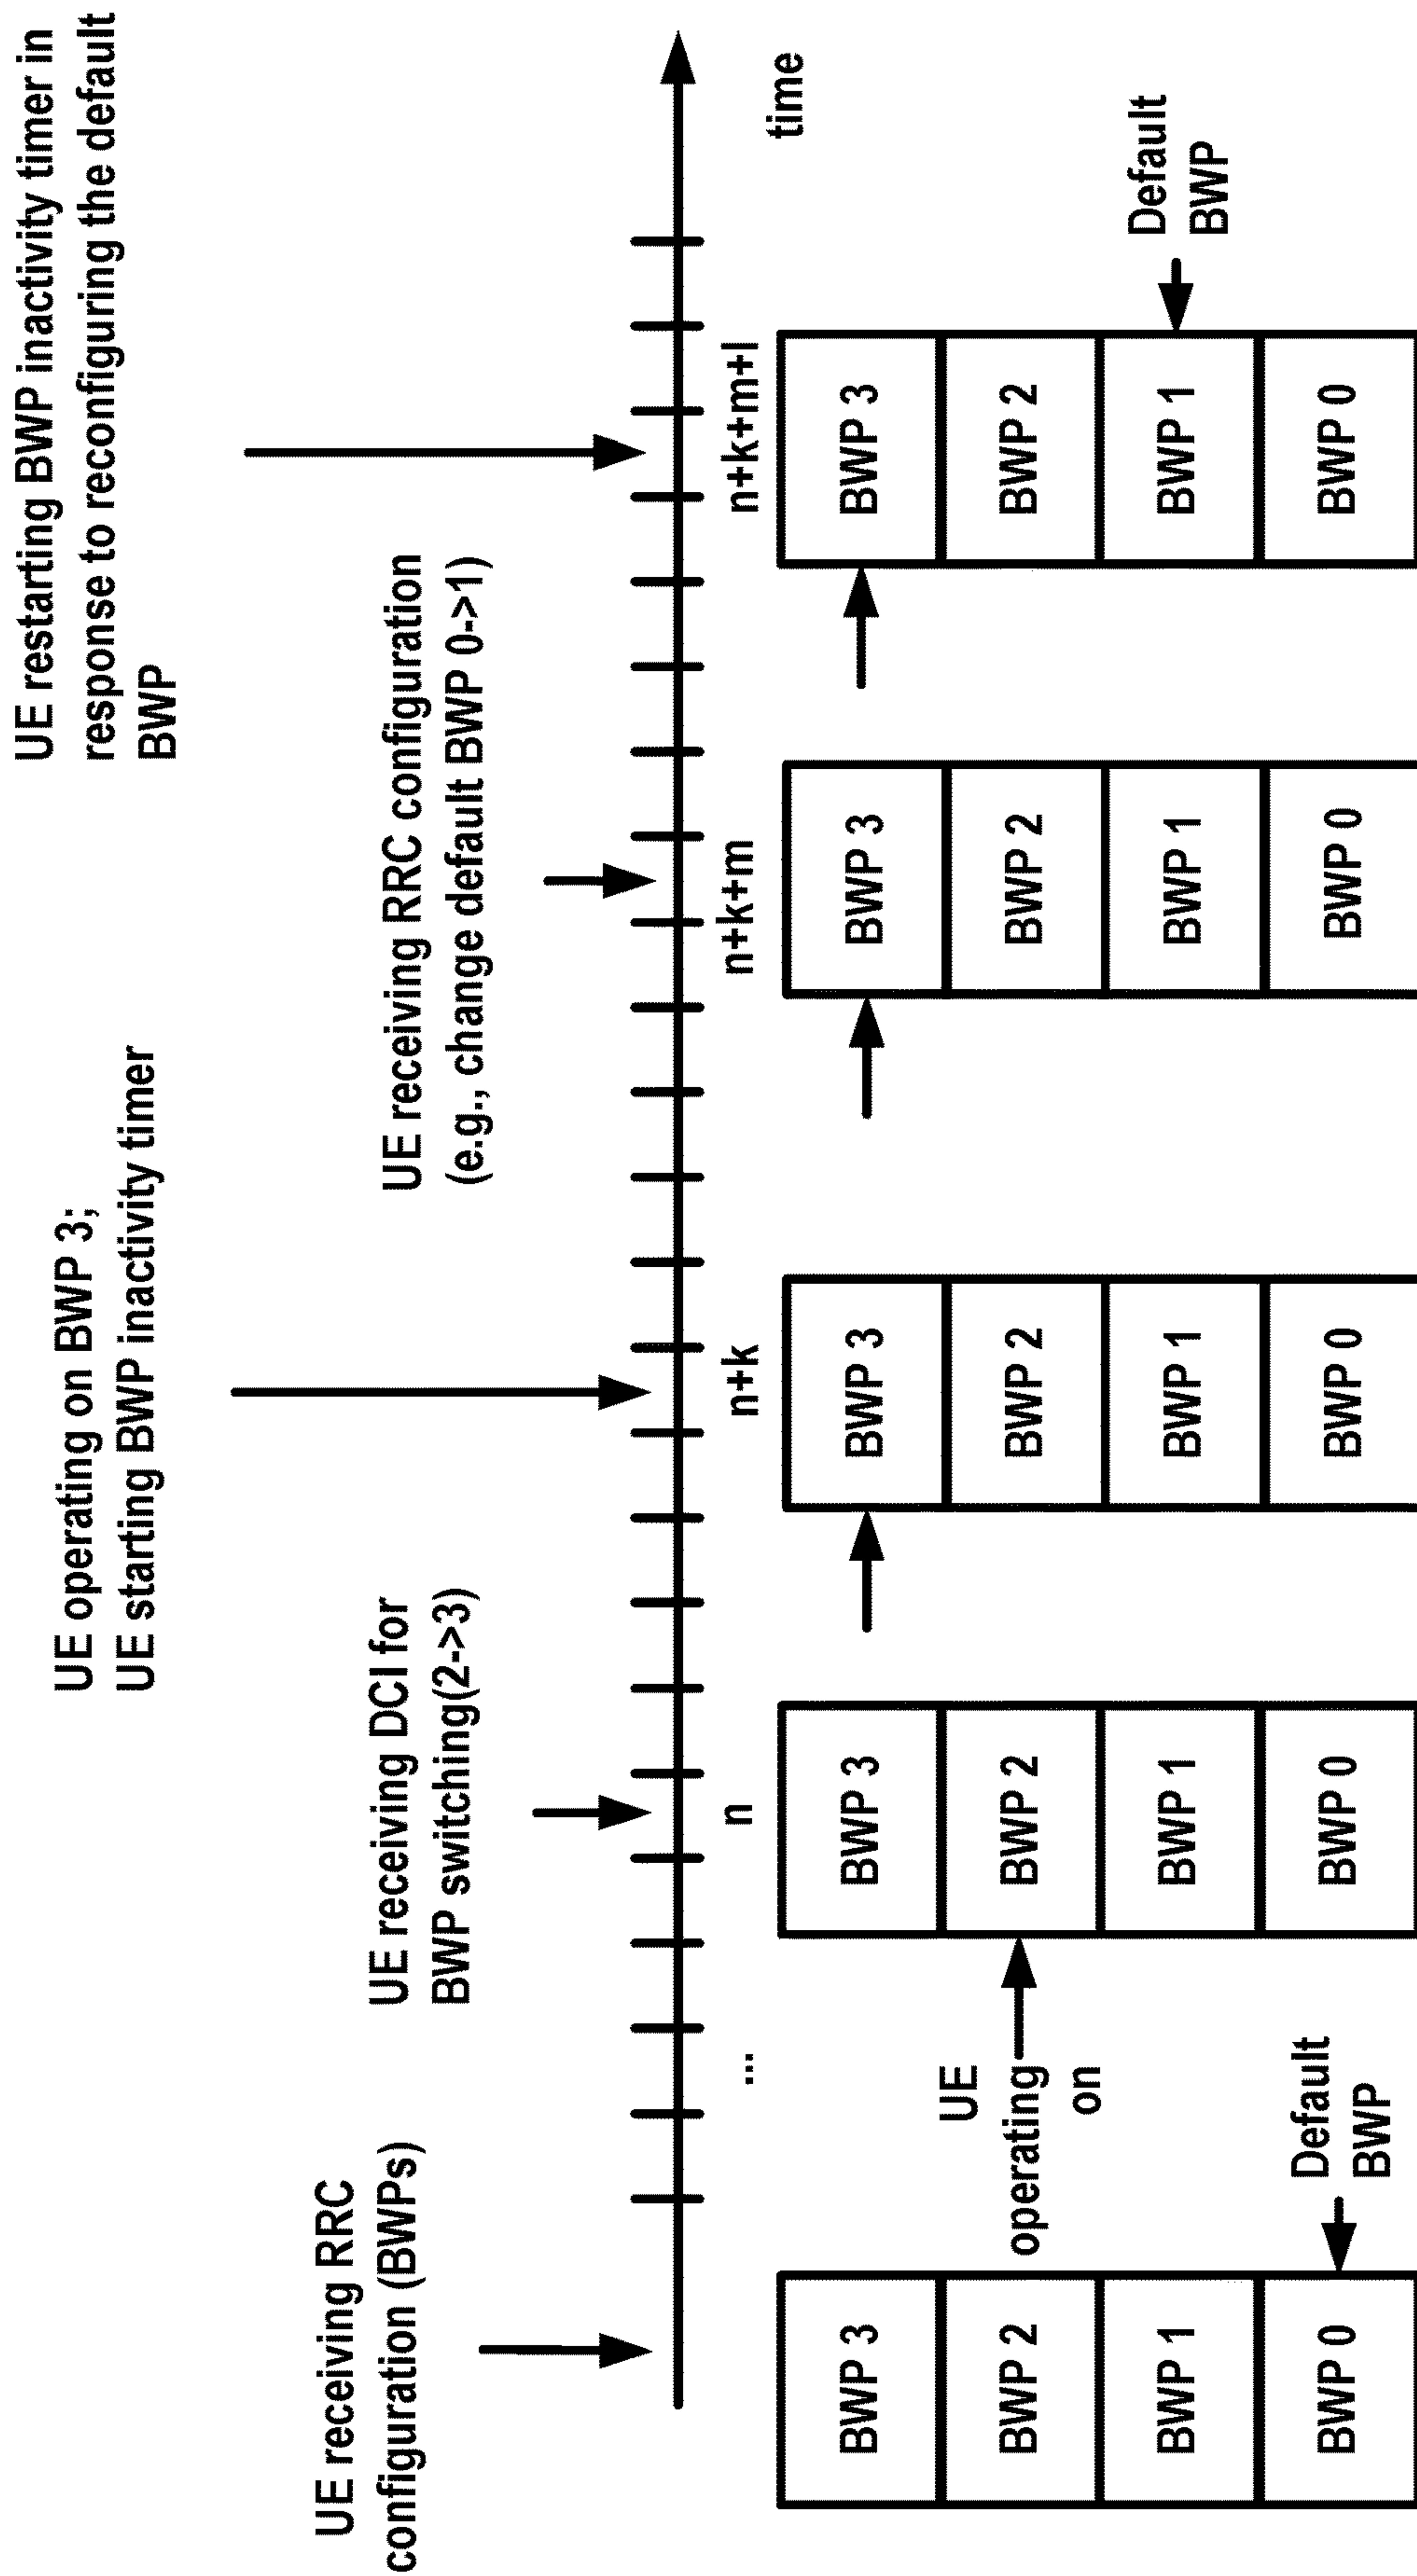 UE receiving RRC
configuration (BWPs)
UE receiving DCI for
BWP switching(2->3)
UE operating on BWP 3;
UE starting BWP inactivity timer
UE receiving RRC configuration
(e.g., change default BWP 0->1)
UE restarting BWP inactivity timer in
response to reconfiguring the default
BWP
...
n
n+k
n+k+m
n+k+m+l
time
BWP 3
BWP 2
BWP 1
BWP 0
Default
BWP
UE
operating
on
BWP 3
BWP 2
BWP 1
BWP 0
BWP 3
BWP 2
BWP 1
BWP 0
BWP 3
BWP 2
BWP 1
BWP 0
BWP 3
BWP 2
BWP 1
BWP 0
Default
BWP